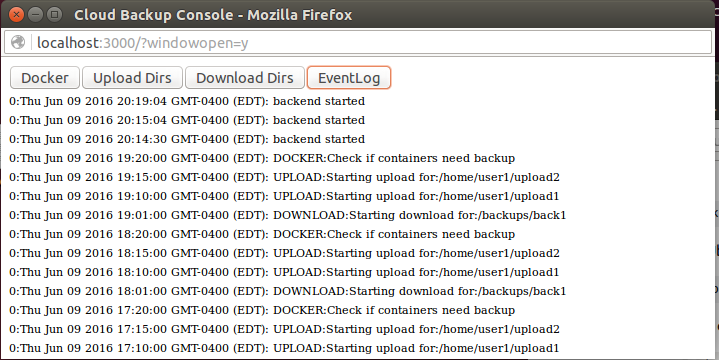 Cloud Backup Console - Mozilla Firefox
localhost:3000/?windowopen=y
Docker Upload Dirs Download Dirs EventLog
0:Thu Jun 09 2016 20:19:04 GMT-0400 (EDT): backend started
0:Thu Jun 09 2016 20:15:04 GMT-0400 (EDT): backend started
0:Thu Jun 09 2016 20:14:30 GMT-0400 (EDT): backend started
0:Thu Jun 09 2016 19:20:00 GMT-0400 (EDT): DOCKER:Check if containers need backup
0:Thu Jun 09 2016 19:15:00 GMT-0400 (EDT): UPLOAD:Starting upload for:/home/user1/upload2
0:Thu Jun 09 2016 19:10:00 GMT-0400 (EDT): UPLOAD:Starting upload for:/home/user1/upload1
0:Thu Jun 09 2016 19:01:00 GMT-0400 (EDT): DOWNLOAD:Starting download for:/backups/back1
0:Thu Jun 09 2016 18:20:00 GMT-0400 (EDT): DOCKER:Check if containers need backup
0:Thu Jun 09 2016 18:15:00 GMT-0400 (EDT): UPLOAD:Starting upload for:/home/user1/upload2
0:Thu Jun 09 2016 18:10:00 GMT-0400 (EDT): UPLOAD:Starting upload for:/home/user1/upload1
0:Thu Jun 09 2016 18:01:00 GMT-0400 (EDT): DOWNLOAD:Starting download for:/backups/back1
0:Thu Jun 09 2016 17:20:00 GMT-0400 (EDT): DOCKER:Check if containers need backup
0:Thu Jun 09 2016 17:15:00 GMT-0400 (EDT): UPLOAD:Starting upload for:/home/user1/upload2
0:Thu Jun 09 2016 17:10:00 GMT-0400 (EDT): UPLOAD:Starting upload for:/home/user1/upload1